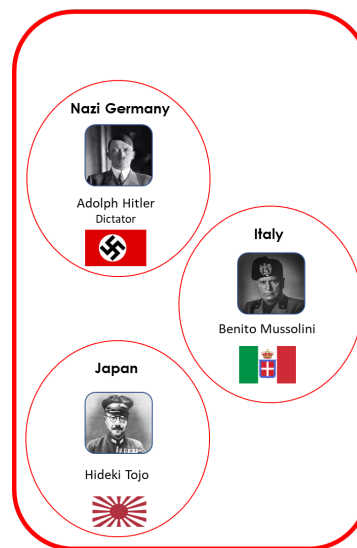 Nazi Germany
Adolph Hitler
Dictator
Italy
Benito Mussolini
Japan
Hideki Tojo